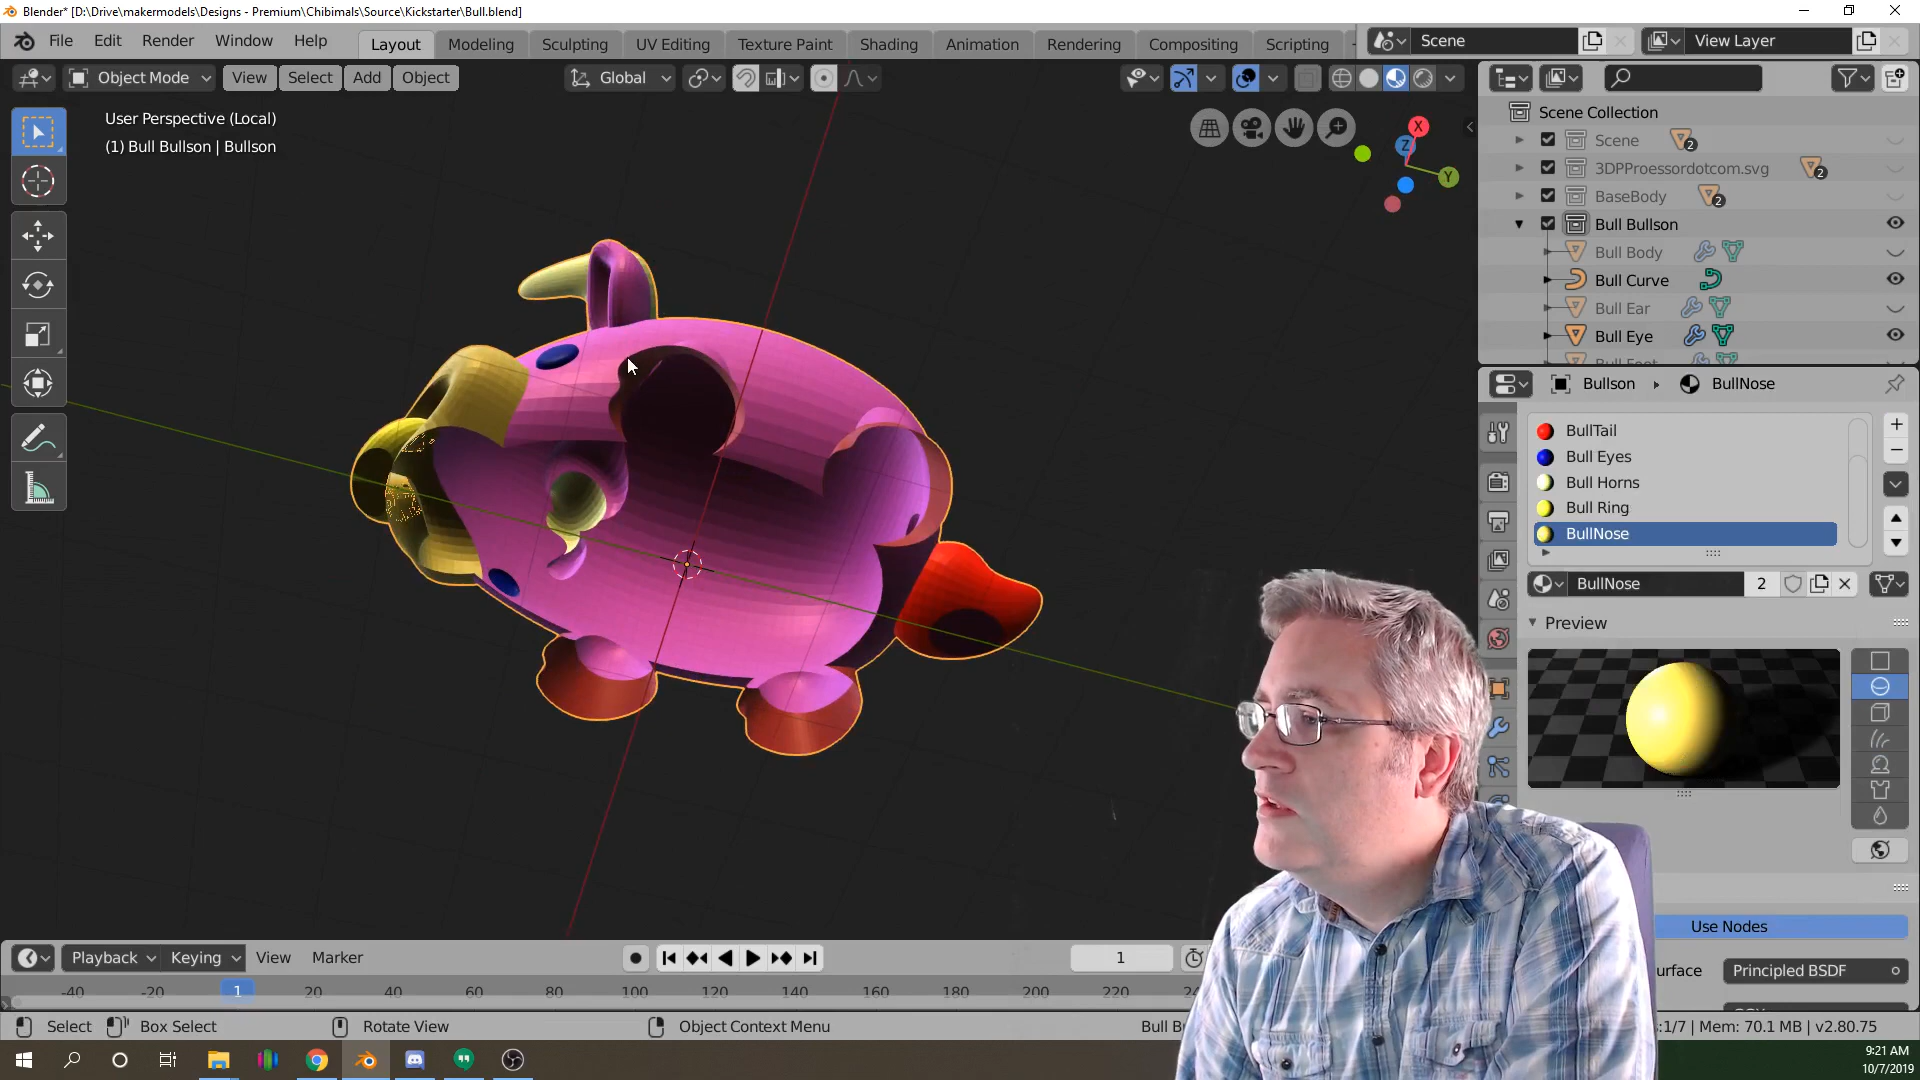 Blender* [D:\Drive\makermodels\Designs - Premium\Chibimals\Source\Kickstarter\Bull.blend]
File Edit Render Window Help Layout Modeling Sculpting UV Editing Texture Paint Shading Animation Rendering Compositing Scripting Scene View Layer
Object Mode View Select Add Object Global
User Perspective (Local)
(1) Bull Bullson | Bullson
X
Z
Y
Scene Collection
Scene 2
3DPProessordotcom.svg 2
BaseBody 2
Bull Bullson
Bull Body
Bull Curve
Bull Ear
Bull Eye
Bull Foot
Bullson BullNose
BullTail
Bull Eyes
Bull Horns
Bull Ring
BullNose
BullNose 2
Preview
Use Nodes
urface Principled BSDF
Playback Keying View Marker 1
-40 -20 1 20 40 60 80 100 120 140 160 180 200 220
Select Box Select Rotate View Object Context Menu
:1/7 | Mem: 70.1 MB | v2.80.75
9:21 AM
10/7/2019